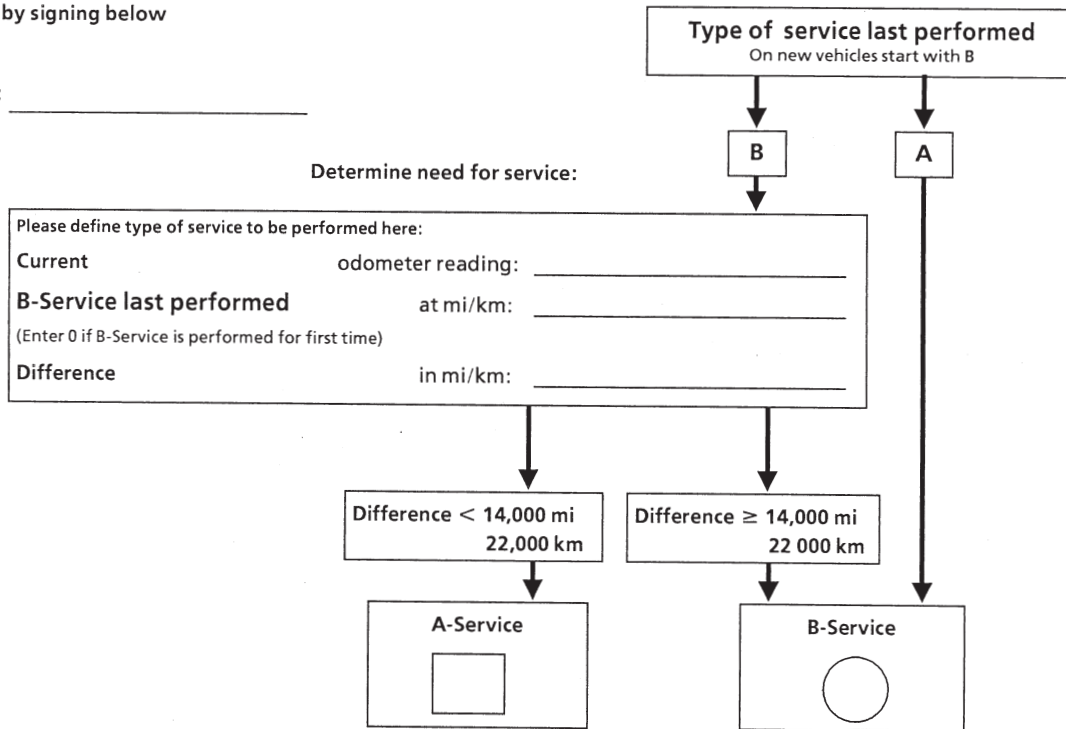 by signing below
:
Type of service last performed
On new vehicles start with B
B
A
Determine need for service:
Please define type of service to be performed here:
Current odometer reading:
B-Service last performed at mi/km:
(Enter 0 if B-Service is performed for first time)
Difference in mi/km:
Difference < 14,000 mi
22,000 km
Difference ≥ 14,000 mi
22 000 km
A-Service
B-Service